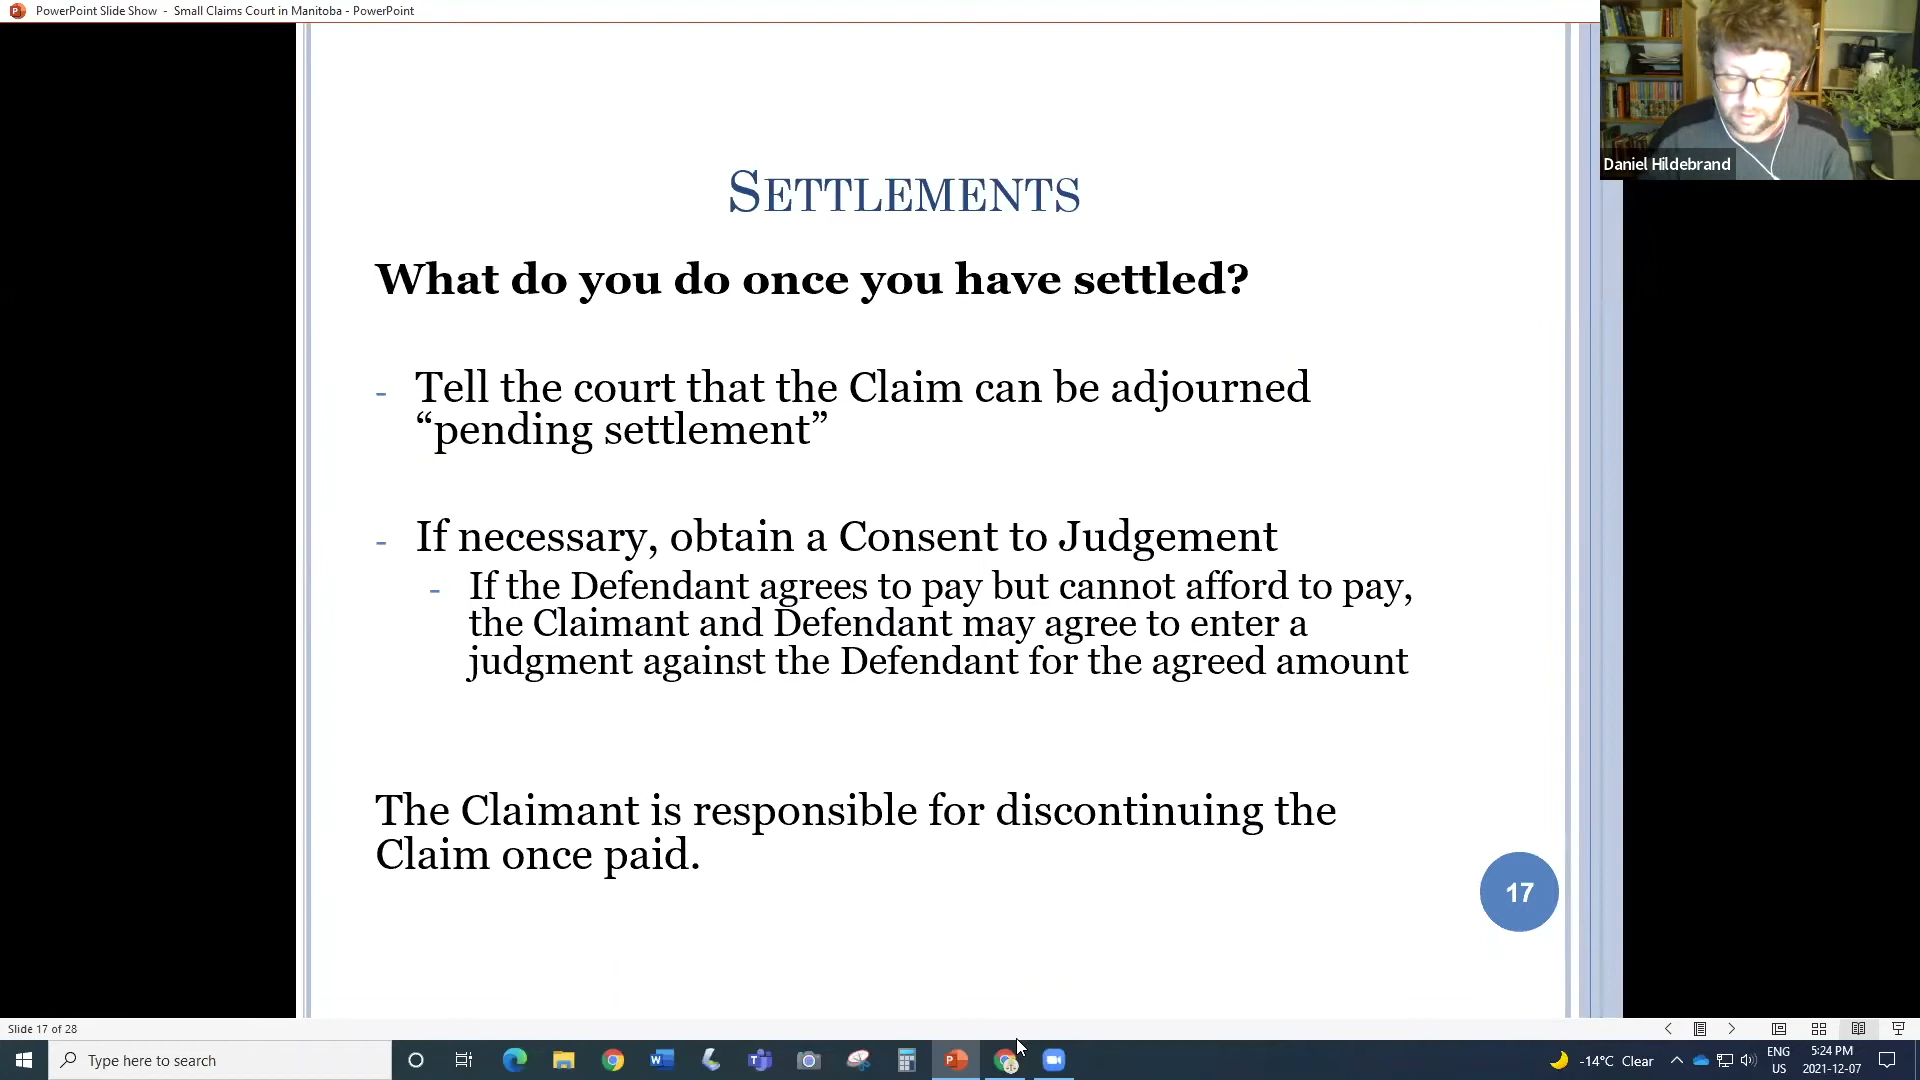 PowerPoint Slide Show - Small Claims Court in Manitoba - PowerPoint
Daniel Hildebrand
SETTLEMENTS
What do you do once you have settled?
- Tell the court that the Claim can be adjourned
“pending settlement”
- If necessary, obtain a Consent to Judgement
- If the Defendant agrees to pay but cannot afford to pay,
the Claimant and Defendant may agree to enter a
judgment against the Defendant for the agreed amount
The Claimant is responsible for discontinuing the
Claim once paid.
17
Slide 17 of 28
Type here to search
-14°C Clear
ENG
US
5:24 PM
2021-12-07